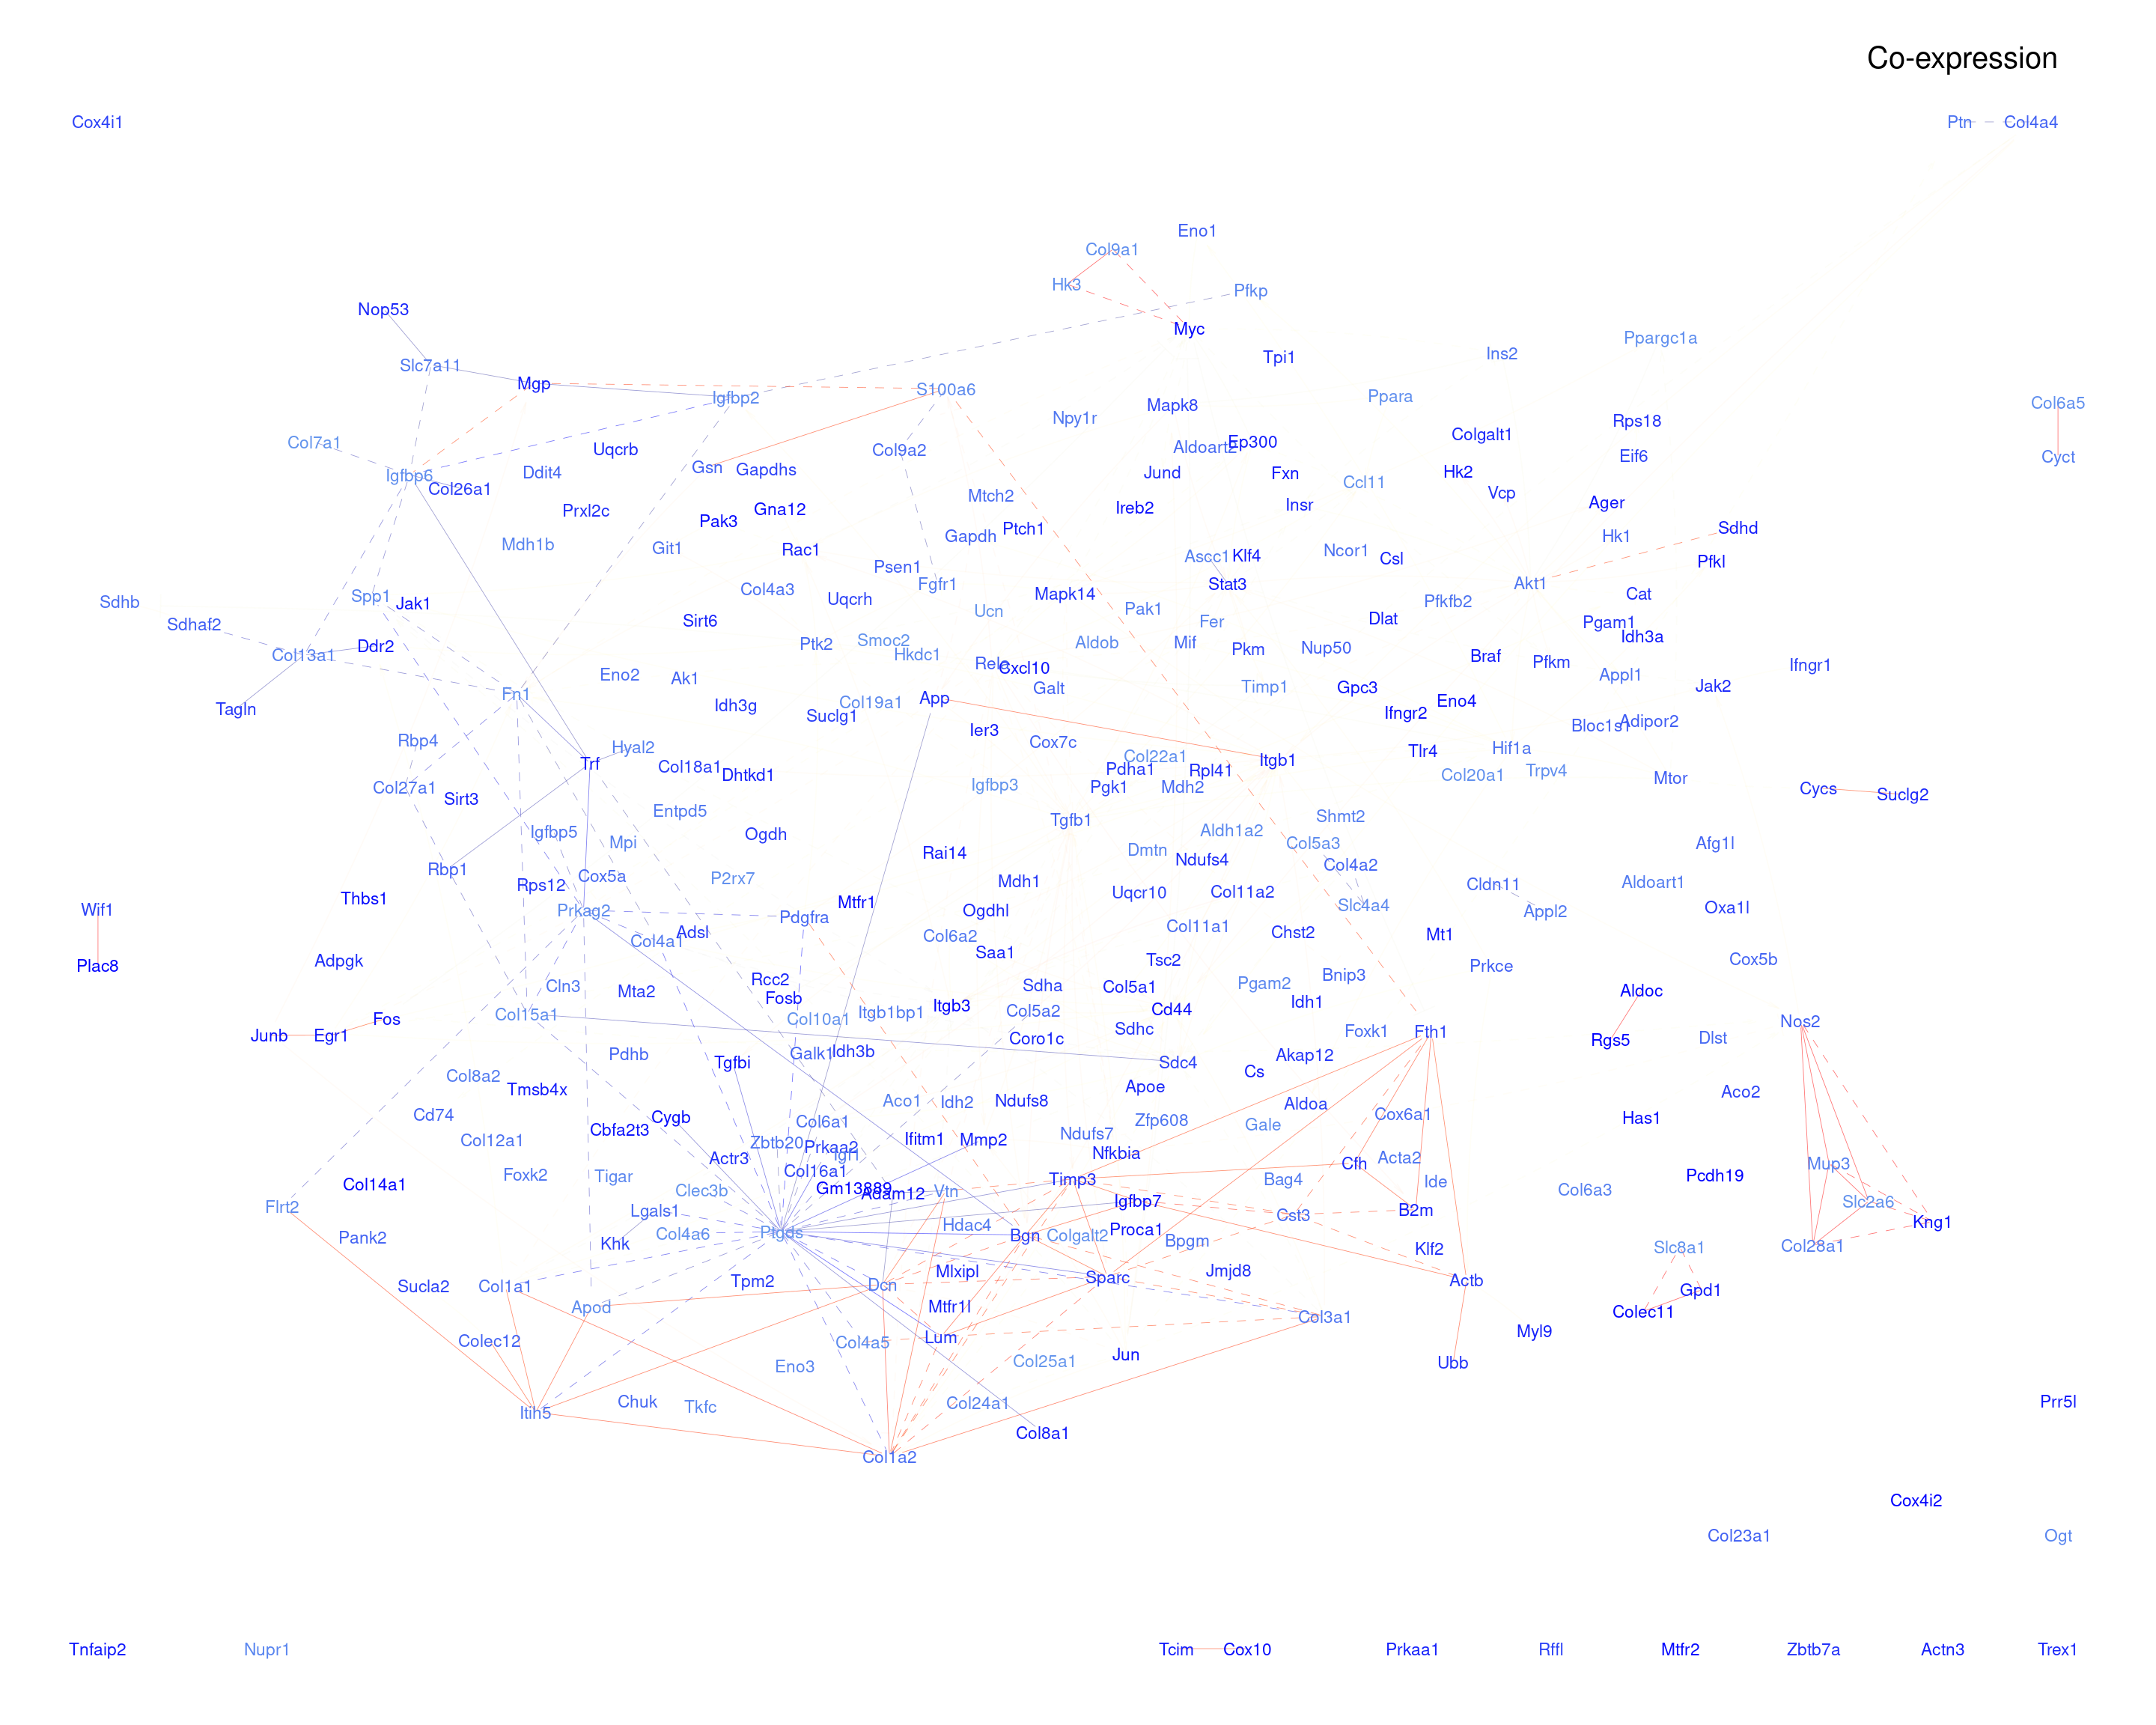 Co-expression
Cox4i1
Ptn
Col4a4
Eno1
Col9a1
Hk3
Pfkp
Nop53
Myc
Ppargc1a
Ins2
Tpi1
Slc7a11
Mgp
S100a6
Igfbp2
Ppara
Col6a5
Mapk8
Npy1r
Rps18
Colgalt1
Col7a1
Ep300
Uqcrb
Col9a2
Eif6
Cyct
Gsn
Gapdhs
Ddit4
Jund
Fxn
Hk2
Igfbp6
Col26a1
Ccl11
Vcp
Mtch2
Ager
Insr
Ireb2
Prxl2c
Gna12
Pak3
Ptch1
Sdhd
Gapdh
Hk1
Mdh1b
Git1
Rac1
Ncor1
Ascc1
Klf4
Csl
Pfkl
Psen1
Fgfr1
Stat3
Akt1
Col4a3
Mapk14
Cat
Spp1
Jak1
Uqcrh
Pfkfb2
Sdhb
Pak1
Ucn
Sdhaf2
Sirt6
Fer
Dlat
Pgam1
Idh3a
Ptk2
Smoc2
Aldob
Mif
Ddr2
Pkm
Nup50
Col13a1
Hkdc1
Braf
Pfkm
Cxcl10
Ifngr1
Eno2
Ak1
Appl1
Galt
Timp1
Gpc3
Jak2
Fn1
App
Eno4
Col19a1
Idh3g
Tagln
Suclg1
Ifngr2
Adipor2
Ier3
Rbp4
Hyal2
Cox7c
Tlr4
Hif1a
Col22a1
Itgb1
Trf
Col18a1
Dhtkd1
Pdha1
Rpl41
Col20a1
Trpv4
Mtor
Col27a1
Sirt3
Igfbp3
Pgk1
Mdh2
Cycs
Suclg2
Entpd5
Tgfb1
Shmt2
Igfbp5
Mpi
Ogdh
Aldh1a2
Col5a3
Afg1l
Rai14
Dmtn
Ndufs4
Col4a2
Rbp1
Rps12
Cox5a
P2rx7
Mdh1
Uqcr10
Col11a2
Cldn11
Aldoart1
Thbs1
Mtfr1
Slc4a4
Wif1
Prkag2
Pdgfra
Ogdhl
Appl2
Oxa1l
Col4a1
Adsl
Col6a2
Col11a1
Chst2
Mt1
Saa1
Plac8
Adpgk
Tsc2
Prkce
Cox5b
Bnip3
Cln3
Mta2
Rcc2
Fosb
Sdha
Col5a1
Pgam2
Aldoc
Idh1
Itgb3
Cd44
Col15a1
Fos
Col10a1
Itgb1bp1
Col5a2
Nos2
Junb
Egr1
Sdhc
Foxk1
Fth1
Coro1c
Rgs5
Dlst
Pdhb
Tgfbi
Galk1
Idh3b
Sdc4
Akap12
Cs
Col8a2
Tmsb4x
Apoe
Aco2
Aco1
Idh2
Ndufs8
Aldoa
Cd74
Cygb
Col6a1
Zfp608
Gale
Cox6a1
Has1
Col12a1
Cbfa2t3
Zbtb20
Prkaa2
Ifitm1
Mmp2
Ndufs7
Nfkbia
Actr3
Acta2
Cfh
Mup3
Foxk2
Tigar
Col16a1
Timp3
Bag4
Ide
Pcdh19
Col14a1
Clec3b
Gm13889
Adam12
Vtn
Igfbp7
Col6a3
Slc2a6
Flrt2
Lgals1
Cst3
B2m
Kng1
Pank2
Khk
Col4a6
Ptgds
Hdac4
Bgn
Colgalt2
Proca1
Bpgm
Klf2
Slc8a1
Col28a1
Sucla2
Col1a1
Tpm2
Dcn
Mlxipl
Sparc
Jmjd8
Actb
Gpd1
Apod
Mtfr1l
Col3a1
Colec11
Colec12
Col4a5
Lum
Myl9
Eno3
Col25a1
Jun
Ubb
Itih5
Chuk
Tkfc
Col24a1
Prr5l
Col1a2
Col8a1
Cox4i2
Col23a1
Ogt
Tnfaip2
Nupr1
Tcim
Cox10
Prkaa1
Rffl
Mtfr2
Zbtb7a
Actn3
Trex1